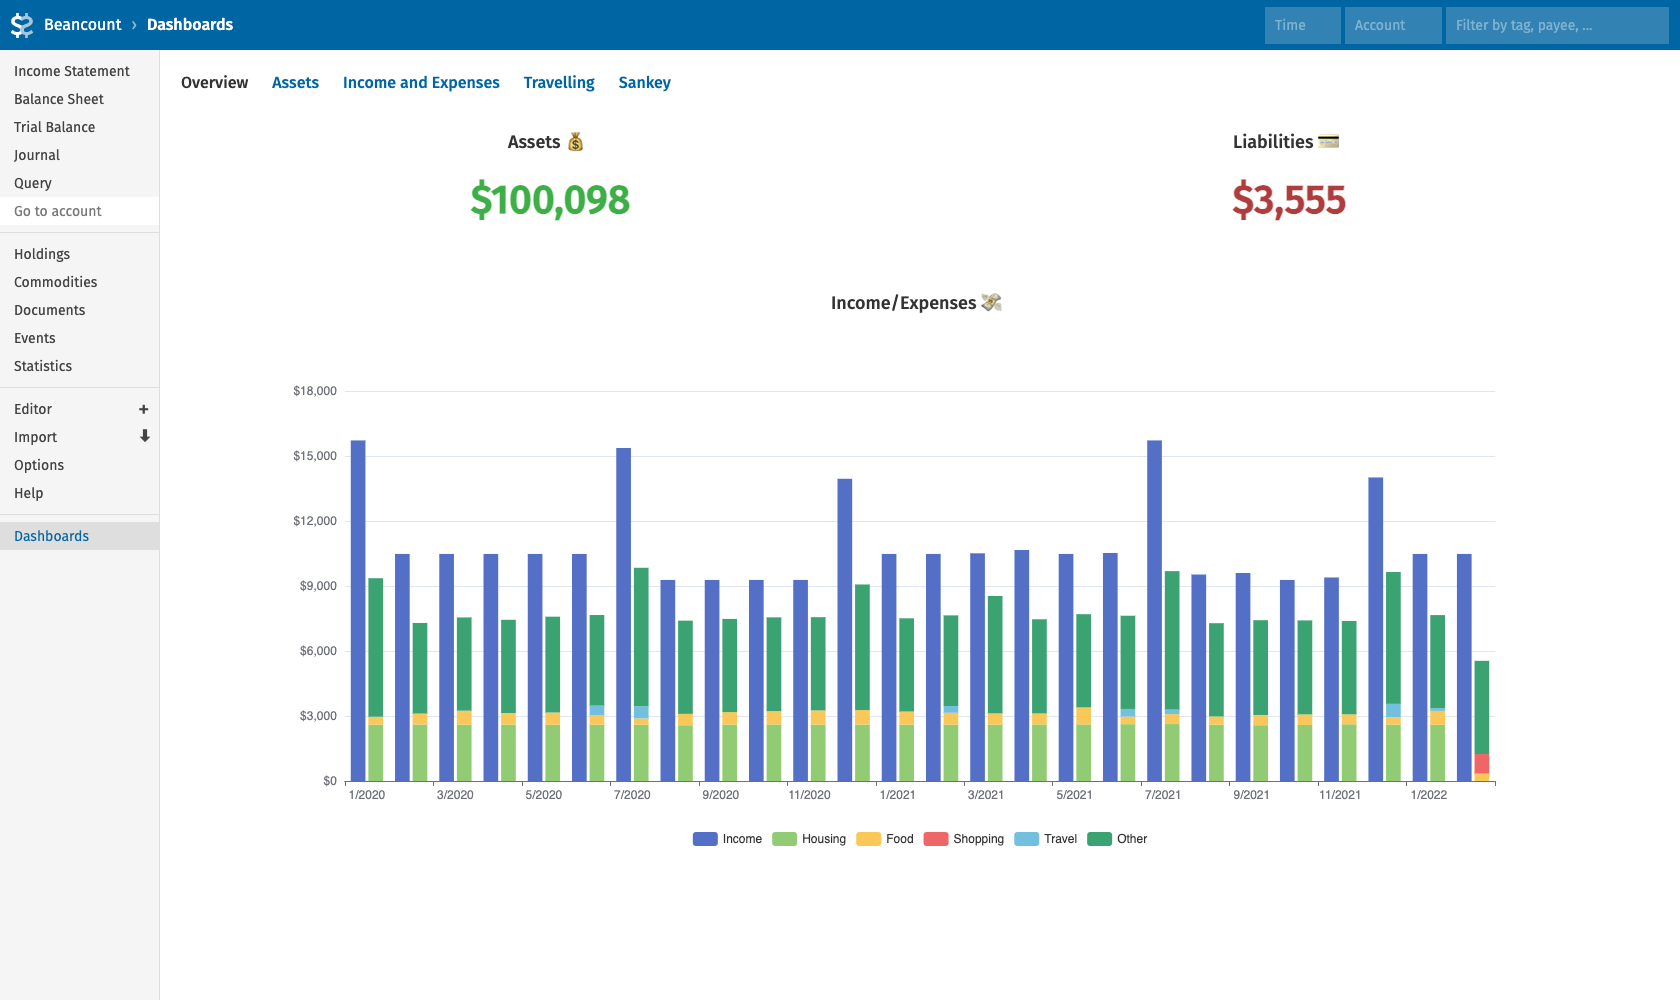 Beancount › Dashboards
Time
Account
Filter by tag, payee, ...
Income Statement
Balance Sheet
Trial Balance
Journal
Query
Go to account
Holdings
Commodities
Documents
Events
Statistics
Editor +
Import
Options
Help
Dashboards
Overview Assets Income and Expenses Travelling Sankey
Assets 💰
$100,098
Liabilities 💳
$3,555
Income/Expenses 💸
$18,000
$15,000
$12,000
$9,000
$6,000
$3,000
$0
1/2020 3/2020 5/2020 7/2020 9/2020 11/2020 1/2021 3/2021 5/2021 7/2021 9/2021 11/2021 1/2022
Income Housing Food Shopping Travel Other